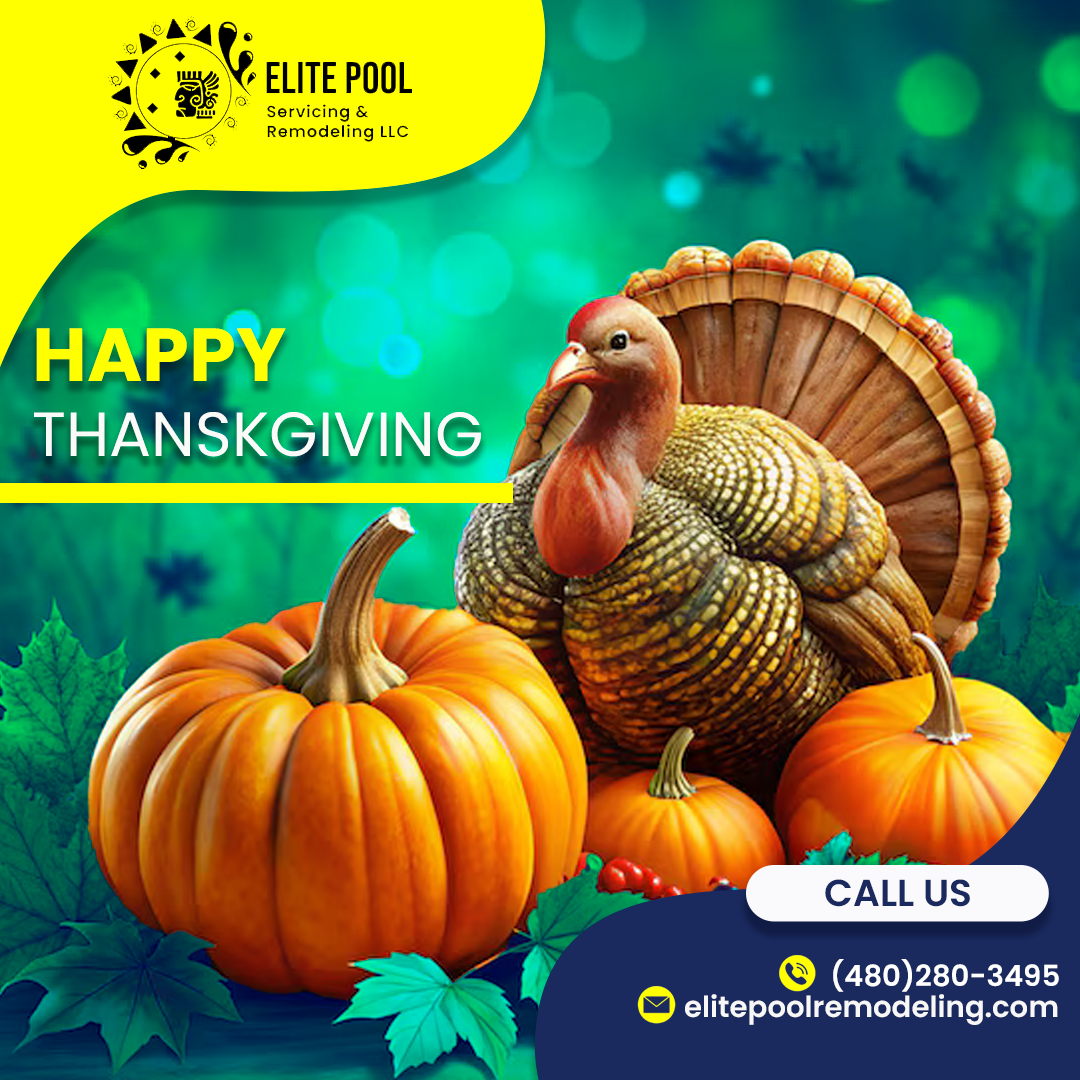 ELITE POOL
Servicing &
Remodeling LLC
HAPPY
THANSKGIVING
CALL US
(480)280-3495
elitepoolremodeling.com